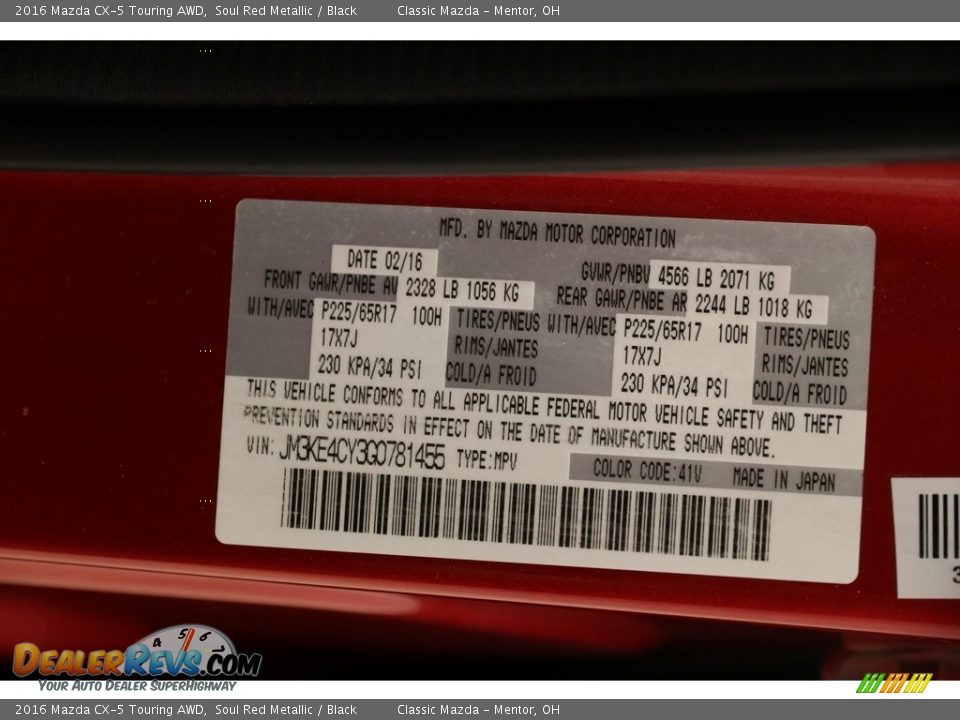 2016 Mazda CX-5 Touring AWD, Soul Red Metallic / Black Classic Mazda - Mentor, OH
MFD. BY MAZDA MOTOR CORPORATION
DATE 02/16 GVWR/PNBV 4566 LB 2071 KG
FRONT GAWR/PNBE AV 2328 LB 1056 KG REAR GAWR/PNBE AR 2244 LB 1018 KG
WITH/AVEC P225/65R17 100H TIRES/PNEUS WITH/AVEC P225/65R17 100H TIRES/PNEUS
17X7J RIMS/JANTES 17X7J RIMS/JANTES
230 KPA/34 PSI COLD/A FROID 230 KPA/34 PSI COLD/A FROID
THIS VEHICLE CONFORMS TO ALL APPLICABLE FEDERAL MOTOR VEHICLE SAFETY AND THEFT
PREVENTION STANDARDS IN EFFECT ON THE DATE OF MANUFACTURE SHOWN ABOVE.
VIN: JM3KE4CY3G0781455 TYPE:MPV COLOR CODE:41V MADE IN JAPAN
3
4 5 6
DEALERREVS.COM
YOUR AUTO DEALER SUPERHIGHWAY
2016 Mazda CX-5 Touring AWD, Soul Red Metallic / Black Classic Mazda - Mentor, OH